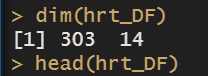 > dim(hrt_DF)
[1] 303  14
> head(hrt_DF)